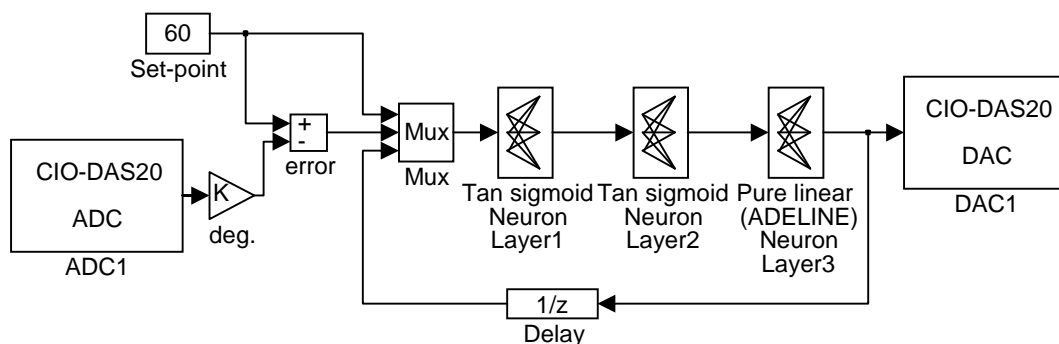 60
Set-point
+
-
error
CIO-DAS20
ADC
ADC1
K
deg.
Mux
Mux
Tan sigmoid
Neuron
Layer1
Tan sigmoid
Neuron
Layer2
Pure linear
(ADELINE)
Neuron
Layer3
CIO-DAS20
DAC
DAC1
1/z
Delay